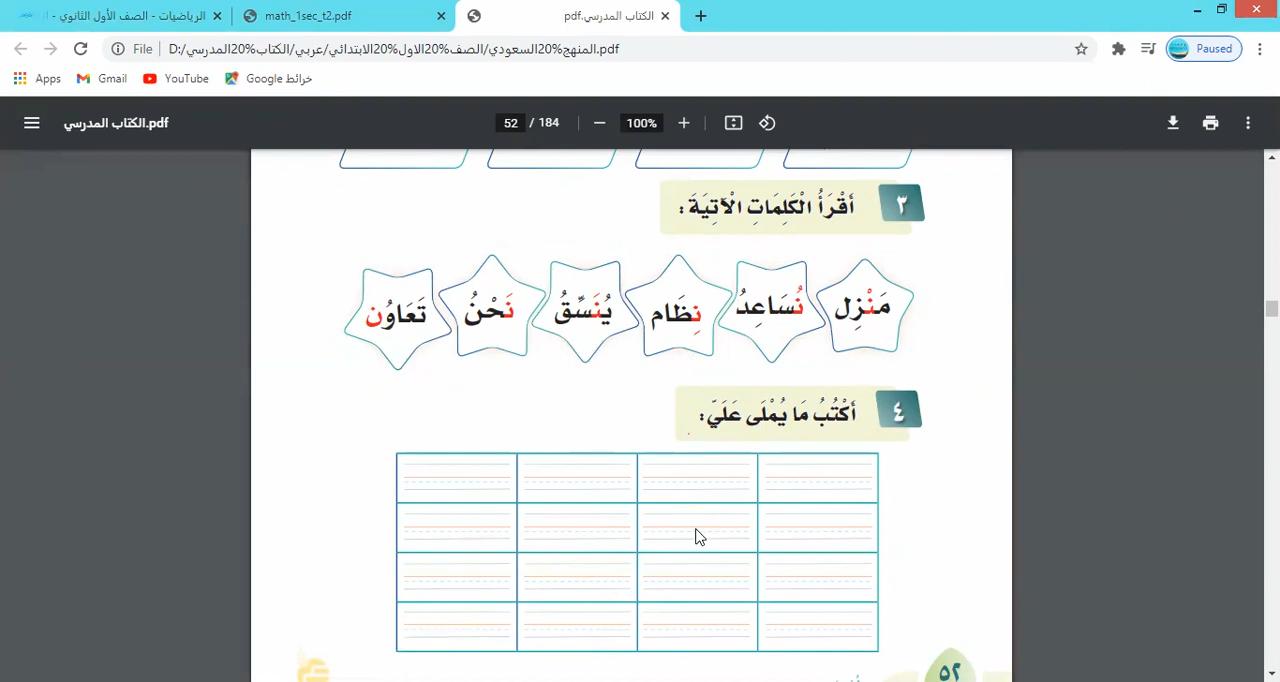 الرياضيات - الصف الأول الثانوي -
math_1sec_t2.pdf
الكتاب المدرسي.pdf
File
D:/المنهج%20السعودي/الصف%20الاول%20الابتدائي/عربي/الكتاب%20المدرسي.pdf
Paused
Apps
Gmail
YouTube
خرائط Google
الكتاب المدرسي.pdf
52 / 184
100%
٣ أَقْرَأُ الْكَلِمَاتِ الْآتِيَةَ :
مَنْزِل نُسَاعِدُ نِظَام يُنَسِّقُ نَحْنُ تَعَاوُن
٤ أَكْتُبُ مَا يُمْلَى عَلَيّ :
٥٢